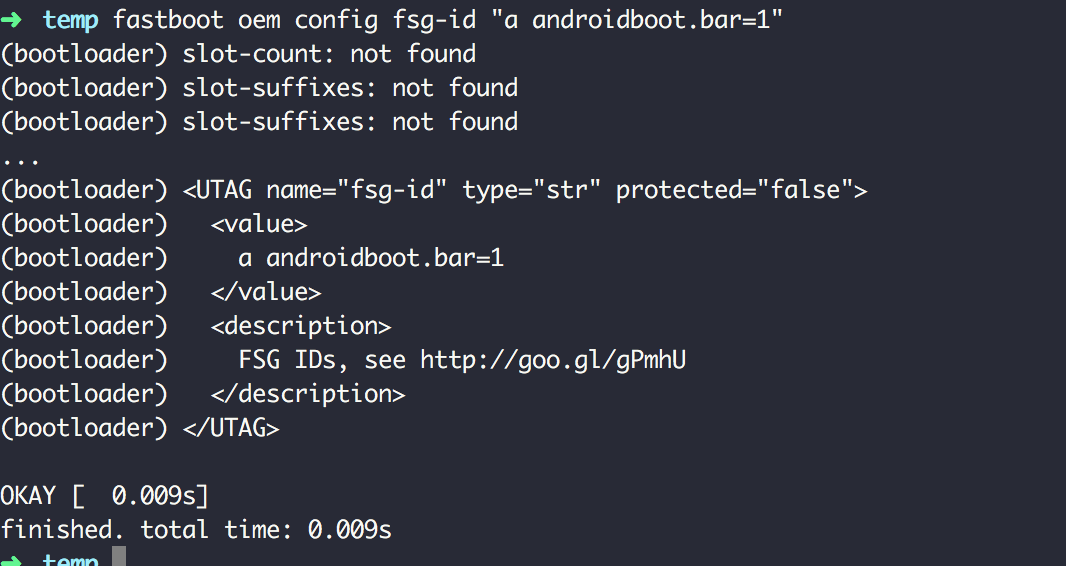 ➜ temp fastboot oem config fsg-id "a androidboot.bar=1"
(bootloader) slot-count: not found
(bootloader) slot-suffixes: not found
(bootloader) slot-suffixes: not found
...
(bootloader) <UTAG name="fsg-id" type="str" protected="false">
(bootloader)   <value>
(bootloader)     a androidboot.bar=1
(bootloader)   </value>
(bootloader)   <description>
(bootloader)     FSG IDs, see http://goo.gl/gPmhU
(bootloader)   </description>
(bootloader) </UTAG>
OKAY [  0.009s]
finished. total time: 0.009s
➜ temp